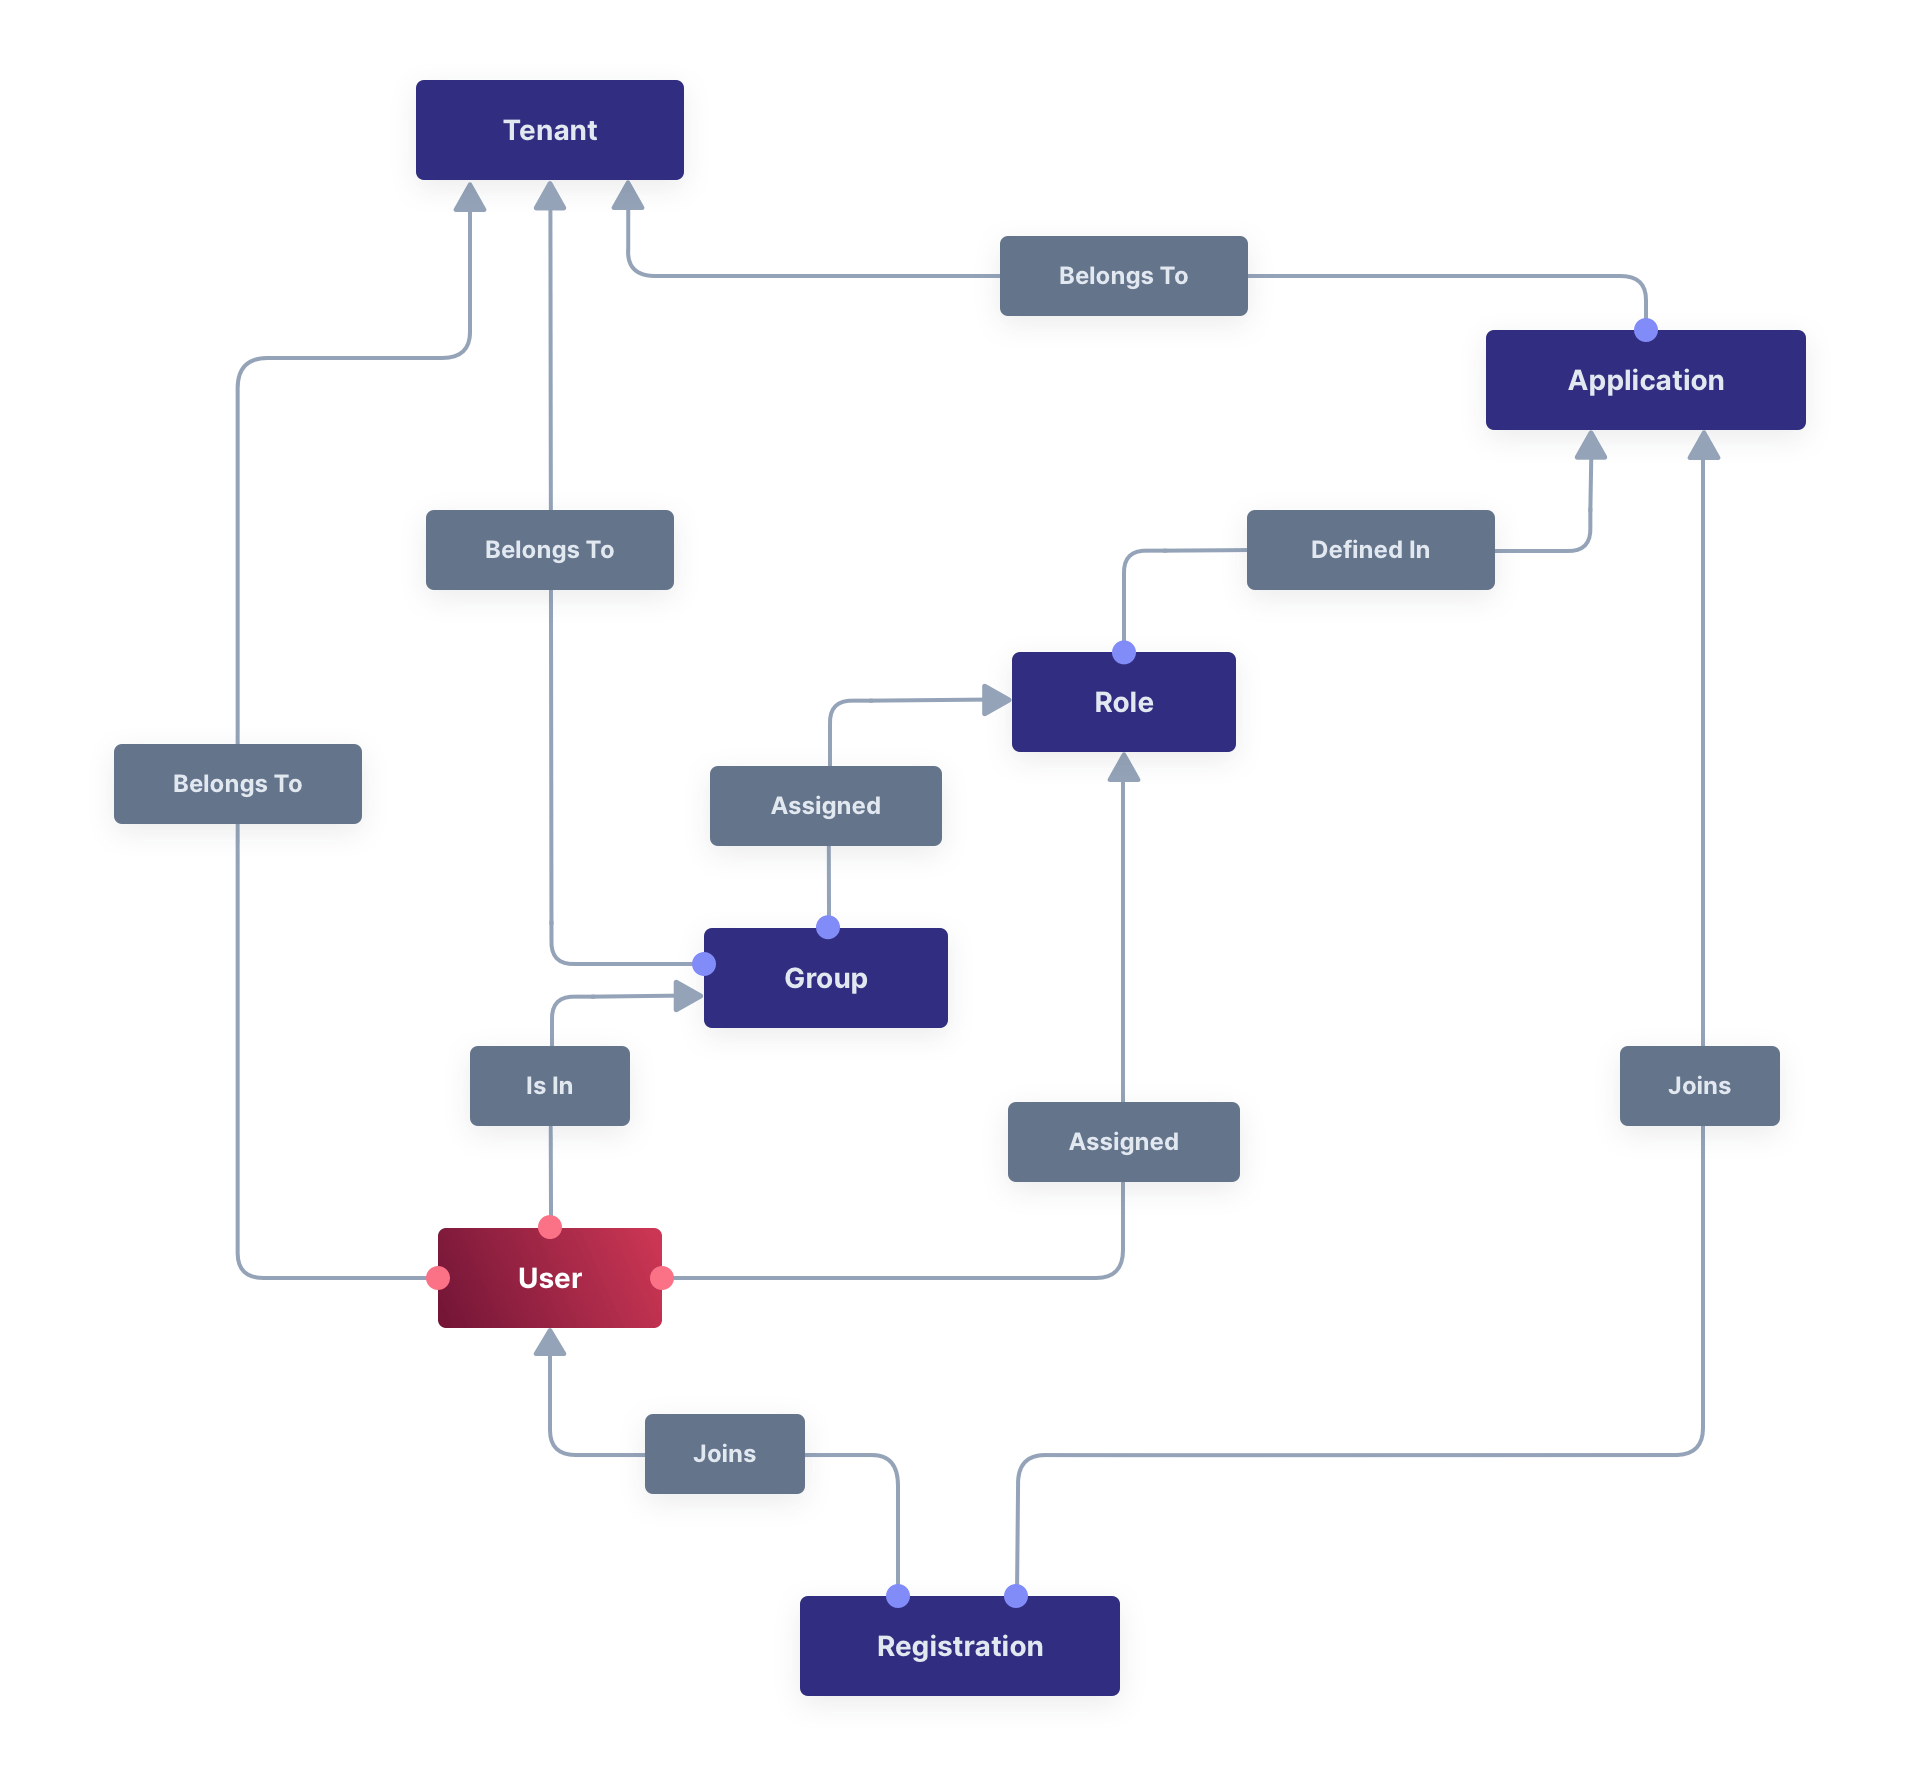 Tenant
Belongs To
Application
Belongs To
Defined In
Role
Belongs To
Assigned
Group
Is In
Joins
Assigned
User
Joins
Registration